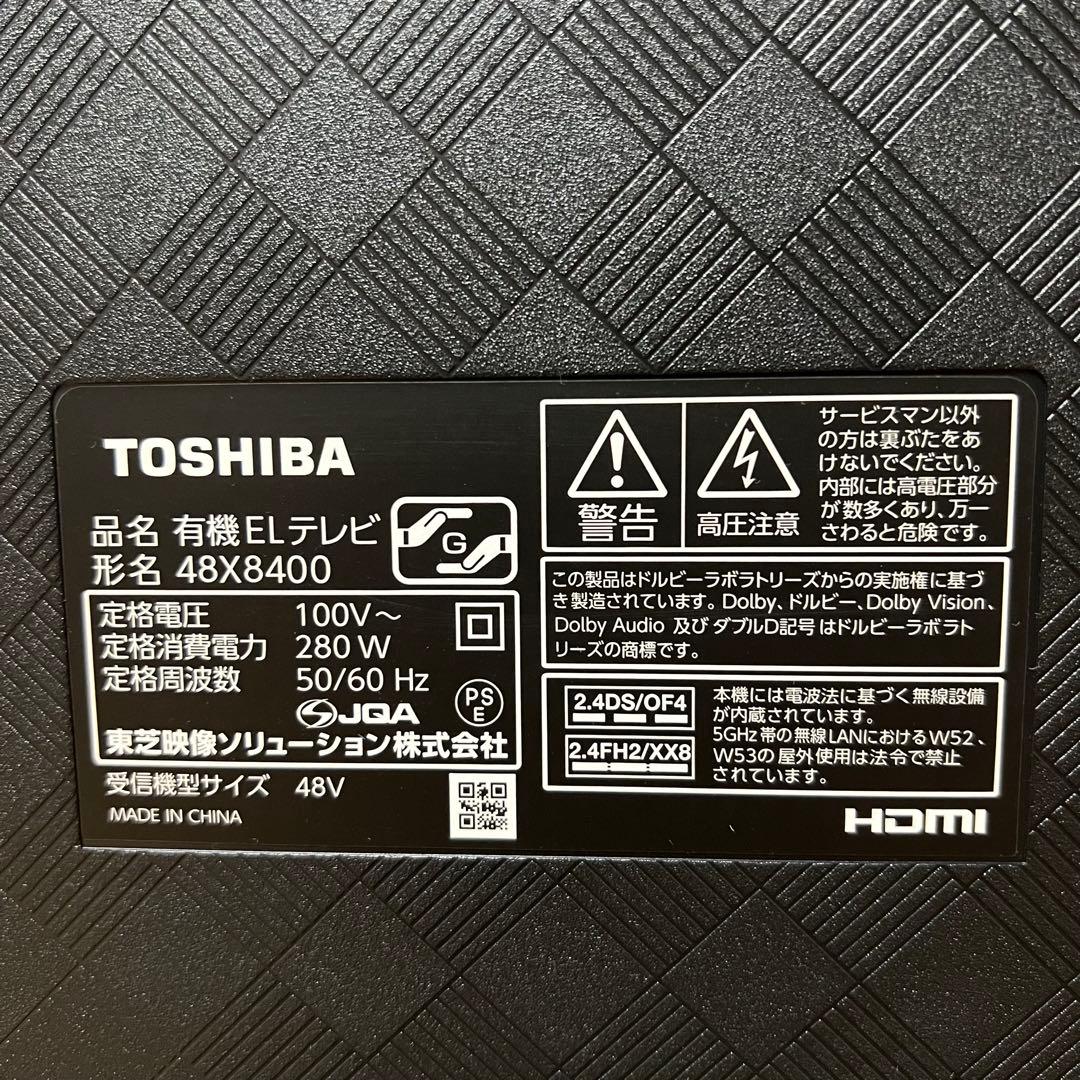 TOSHIBA
品名 有機ELテレビ
G
形名 48X8400
定格電圧 100V～
定格消費電力 280 W
定格周波数 50/60 Hz
JQA
PS
E
東芝映像ソリューション株式会社
受信機型サイズ 48V
MADE IN CHINA
警告
高圧注意
サービスマン以外
の方は裏ぶたをあ
けないでください。
内部には高電圧部分
が数多くあり、万一
さわると危険です。
この製品はドルビーラボラトリーズからの実施権に基づ
き製造されています。Dolby、ドルビー、Dolby Vision、
Dolby Audio 及び ダブルD記号 はドルビーラボラト
リーズの商標です。
2.4DS/OF4
2.4FH2/XX8
本機には電波法に基づく無線設備
が内蔵されています。
5GHz 帯の無線LANにおけるW52、
W53の屋外使用は法令で禁止
されています。
HDMI